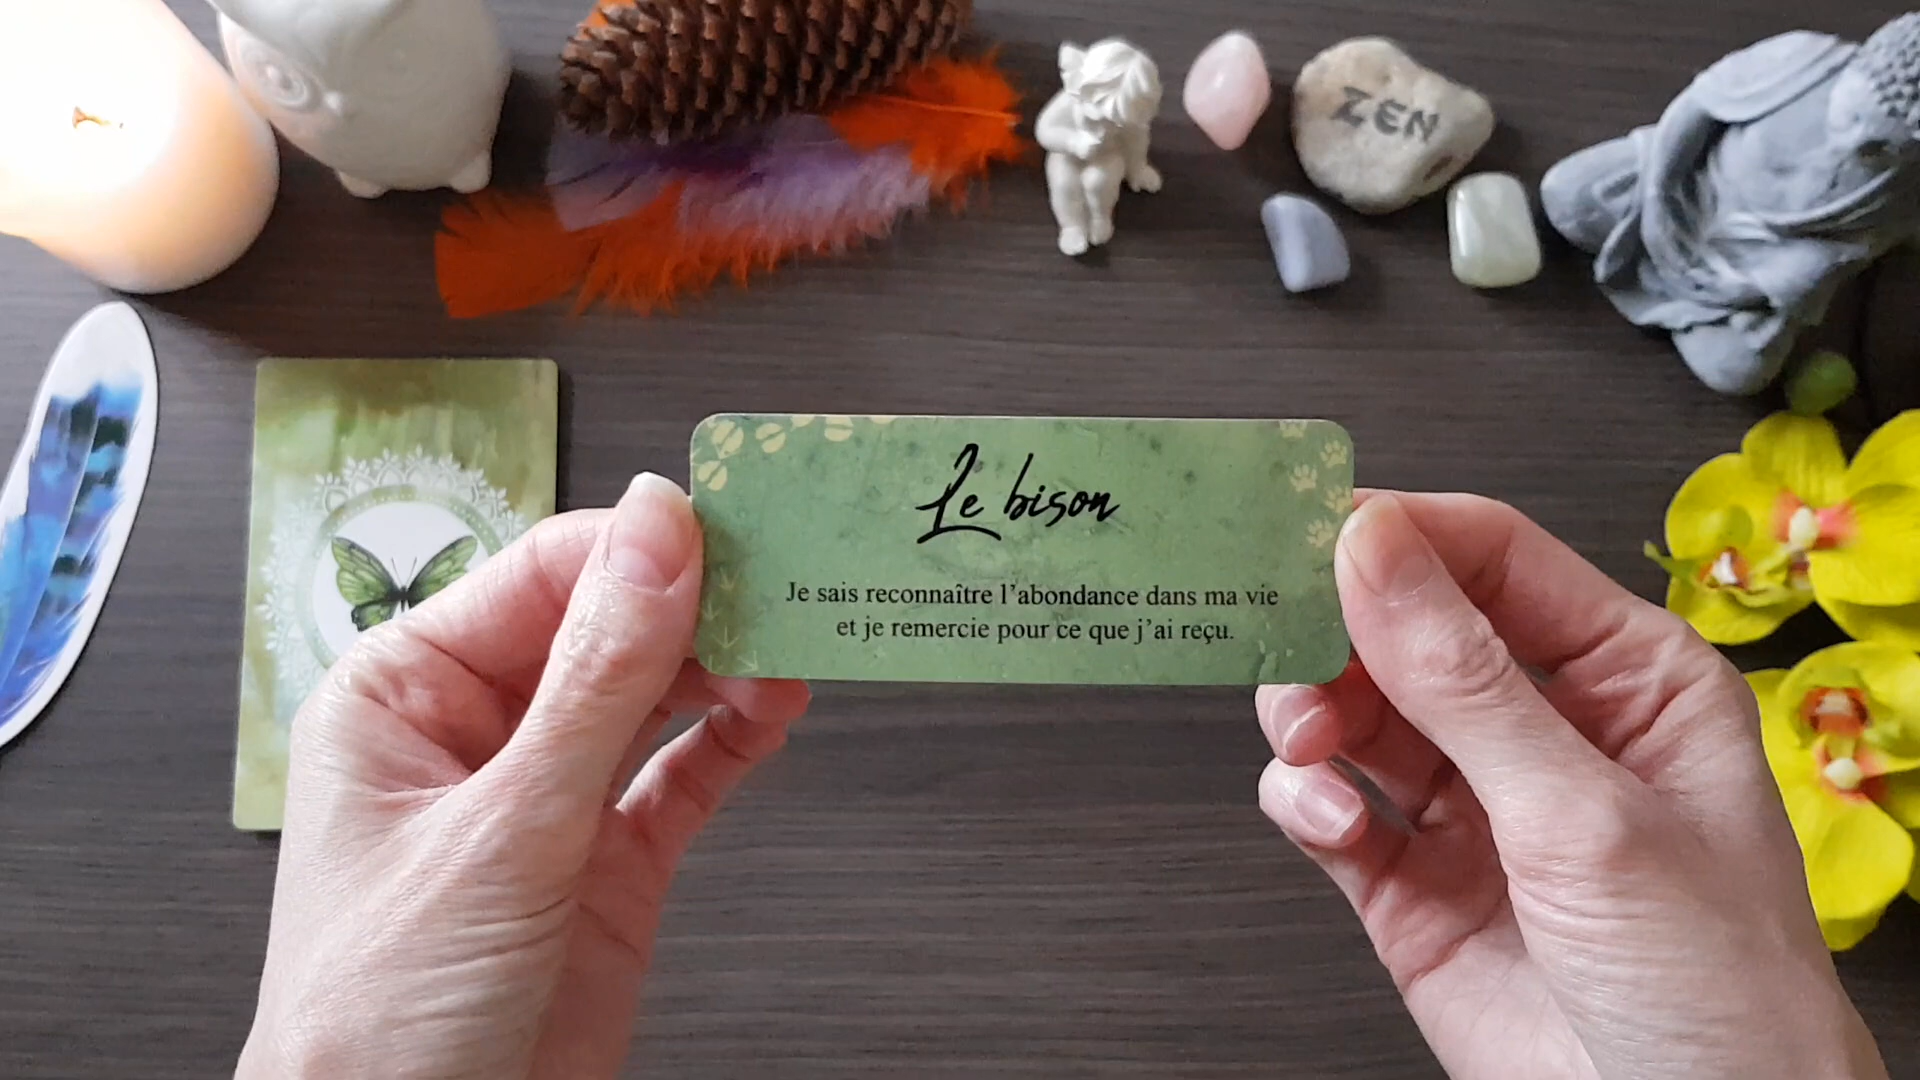 ZEN
Le bison
Je sais reconnaître l’abondance dans ma vie
et je remercie pour ce que j’ai reçu.